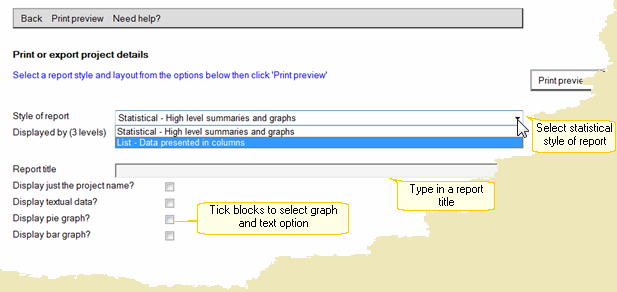 Back Print preview Need help?
Print or export project details
Select a report style and layout from the options below then click 'Print preview'
Print preview
Style of report Statistical - High level summaries and graphs
Displayed by (3 levels) Statistical - High level summaries and graphs
List - Data presented in columns
Select statistical
style of report
Report title
Type in a report
title
Display just the project name?
Display textual data?
Display pie graph?
Display bar graph?
Tick blocks to select graph
and text option